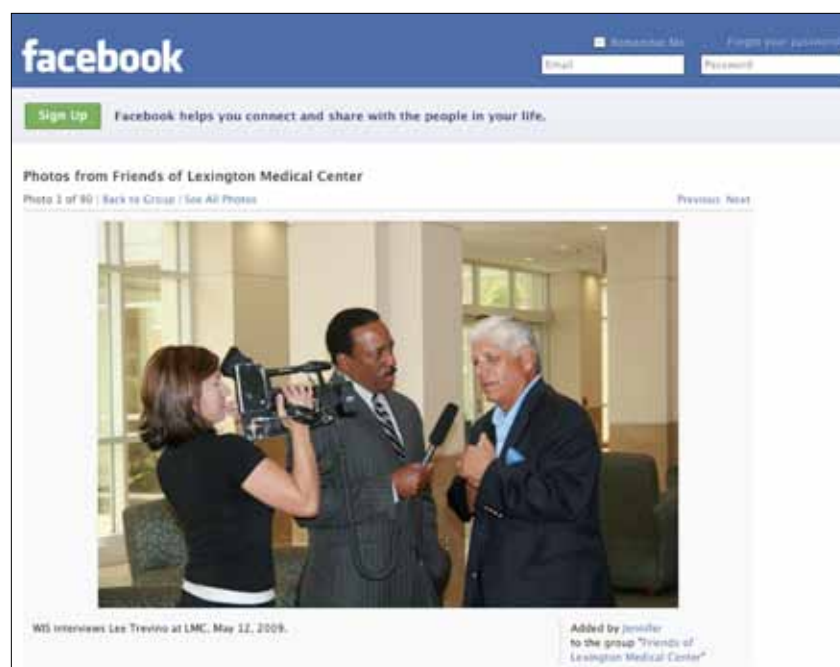 facebook
Remember Me
Forgot your password
Email
Password
Sign Up
Facebook helps you connect and share with the people in your life.
Photos from Friends of Lexington Medical Center
Photo 1 of 90 | Back to Group | See All Photos
Previous Next
WIS interviews Lee Trevino at LMC, May 12, 2009.
Added by Jennifer
to the group "Friends of
Lexington Medical Center"